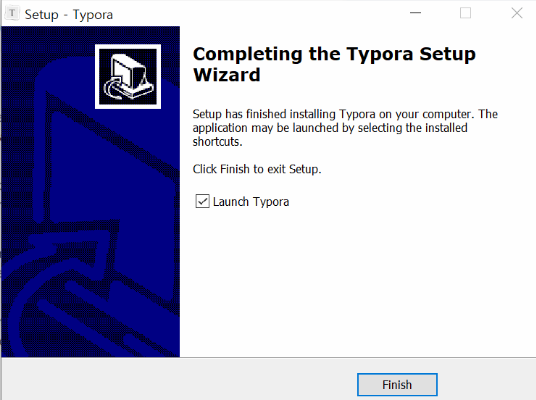 T Setup - Typora
Completing the Typora Setup
Wizard
Setup has finished installing Typora on your computer. The
application may be launched by selecting the installed
shortcuts.
Click Finish to exit Setup.
Launch Typora
Finish